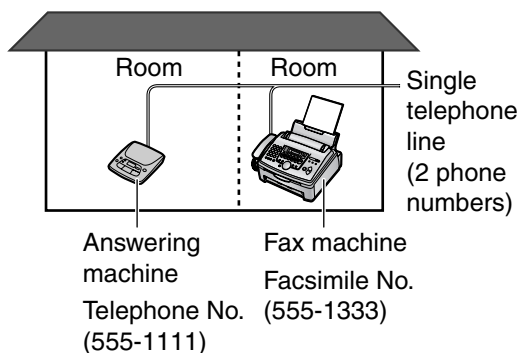 Room
Room
Single
telephone
line
(2 phone
numbers)
Answering
machine
Telephone No.
(555-1111)
Fax machine
Facsimile No.
(555-1333)